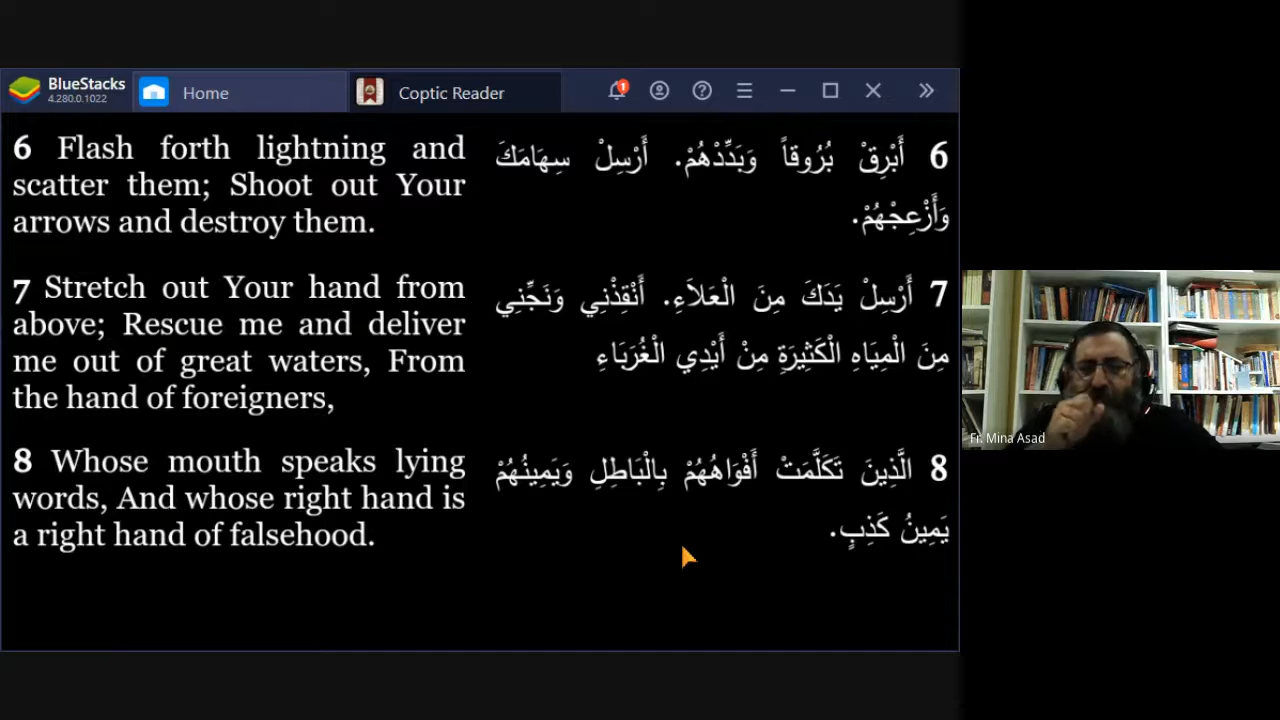 BlueStacks
4.280.0.1022
Home
Coptic Reader
1
6 Flash forth lightning and
scatter them; Shoot out Your
arrows and destroy them.
6 أَبْرِقْ بُرُوقاً وَبَدِّدْهُمْ. أَرْسِلْ سِهَامَكَ
وَأَزْعِجْهُمْ.
7 Stretch out Your hand from
above; Rescue me and deliver
me out of great waters, From
the hand of foreigners,
7 أَرْسِلْ يَدَكَ مِنَ الْعَلاَءِ. أَنْقِذْنِي وَنَجِّنِي
مِنَ الْمِيَاهِ الْكَثِيرَةِ مِنْ أَيْدِي الْغُرَبَاءِ
8 Whose mouth speaks lying
words, And whose right hand is
a right hand of falsehood.
8 الَّذِينَ تَكَلَّمَتْ أَفْوَاهُهُمْ بِالْبَاطِلِ وَيَمِينُهُمْ
يَمِينُ كَذِبٍ.
Fr. Mina Asad